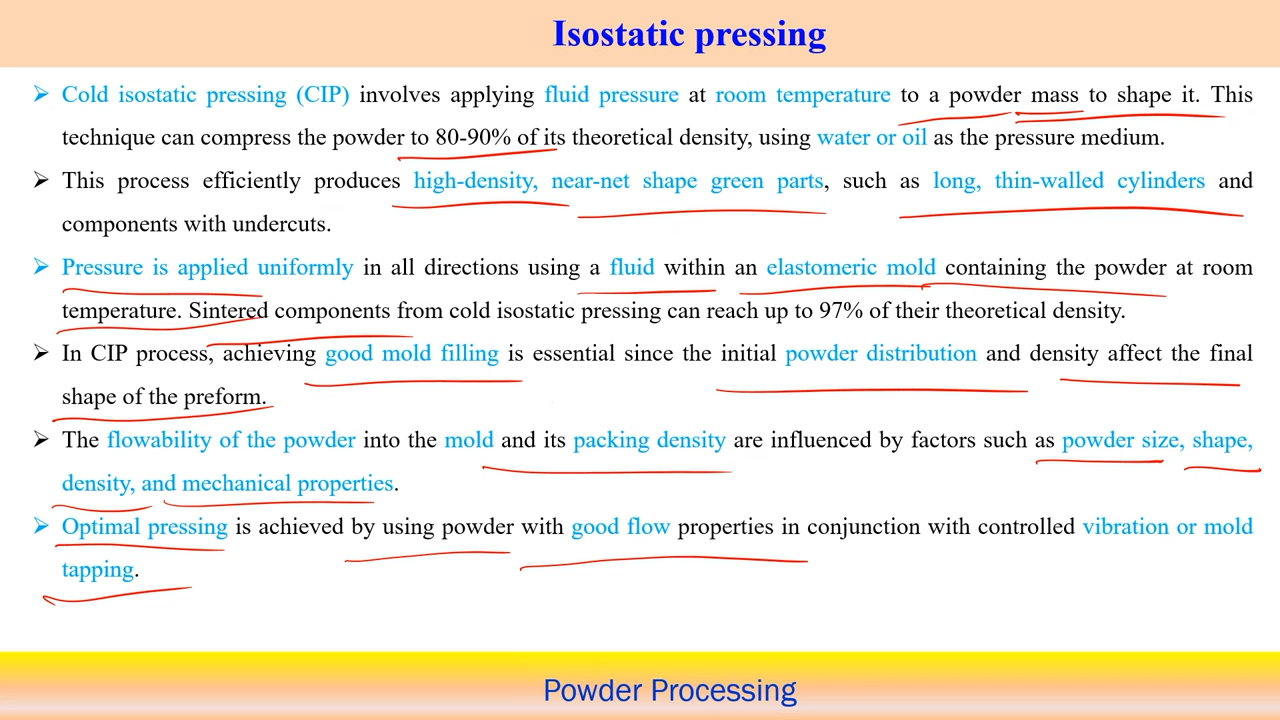 Isostatic pressing
➢ Cold isostatic pressing (CIP) involves applying fluid pressure at room temperature to a powder mass to shape it. This
technique can compress the powder to 80-90% of its theoretical density, using water or oil as the pressure medium.
➢ This process efficiently produces high-density, near-net shape green parts, such as long, thin-walled cylinders and
components with undercuts.
➢ Pressure is applied uniformly in all directions using a fluid within an elastomeric mold containing the powder at room
temperature. Sintered components from cold isostatic pressing can reach up to 97% of their theoretical density.
➢ In CIP process, achieving good mold filling is essential since the initial powder distribution and density affect the final
shape of the preform.
➢ The flowability of the powder into the mold and its packing density are influenced by factors such as powder size, shape,
density, and mechanical properties.
➢ Optimal pressing is achieved by using powder with good flow properties in conjunction with controlled vibration or mold
tapping.
Powder Processing